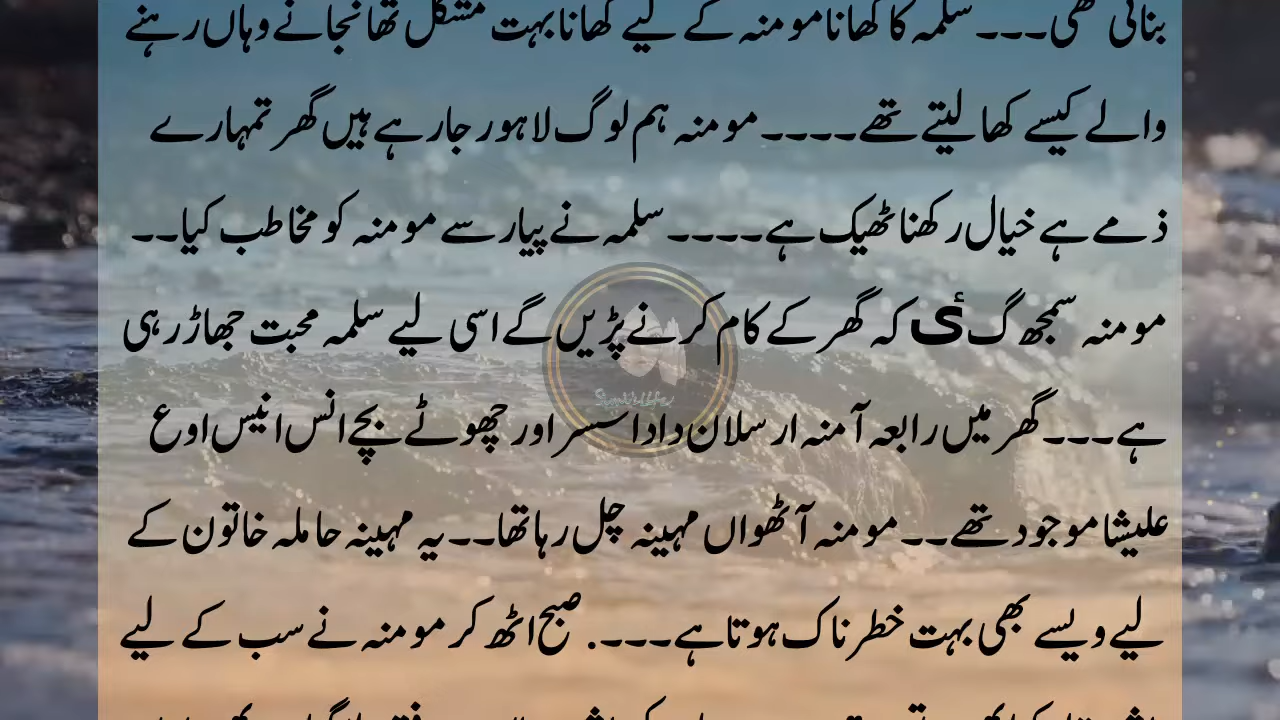 بنائی تھی۔۔۔ سلمہ کا کھانا مومنہ کے لیے کھانا بہت مشکل تھا نجانے وہاں رہنے
والے کیسے کھا لیتے تھے۔۔۔۔ مومنہ ہم لوگ لاہور جا رہے ہیں گھر تمہارے
ذمے ہے خیال رکھنا ٹھیک ہے۔۔۔۔ سلمہ نے پیار سے مومنہ کو مخاطب کیا۔۔
مومنہ سمجھ گ ئ کہ گھر کے کام کرنے پڑیں گے اسی لیے سلمہ محبت جھاڑ رہی
ہے۔۔۔ گھر میں رابعہ آمنہ ارسلان دادا سسر اور چھوٹے بچے انس انیس اوع
علیشا موجود تھے۔۔ مومنہ آٹھواں مہینہ چل رہا تھا۔۔ یہ مہینہ حاملہ خاتون کے
لیے ویسے بھی بہت خطرناک ہوتا ہے۔۔۔۔ صبح اٹھ کر مومنہ نے سب کے لیے